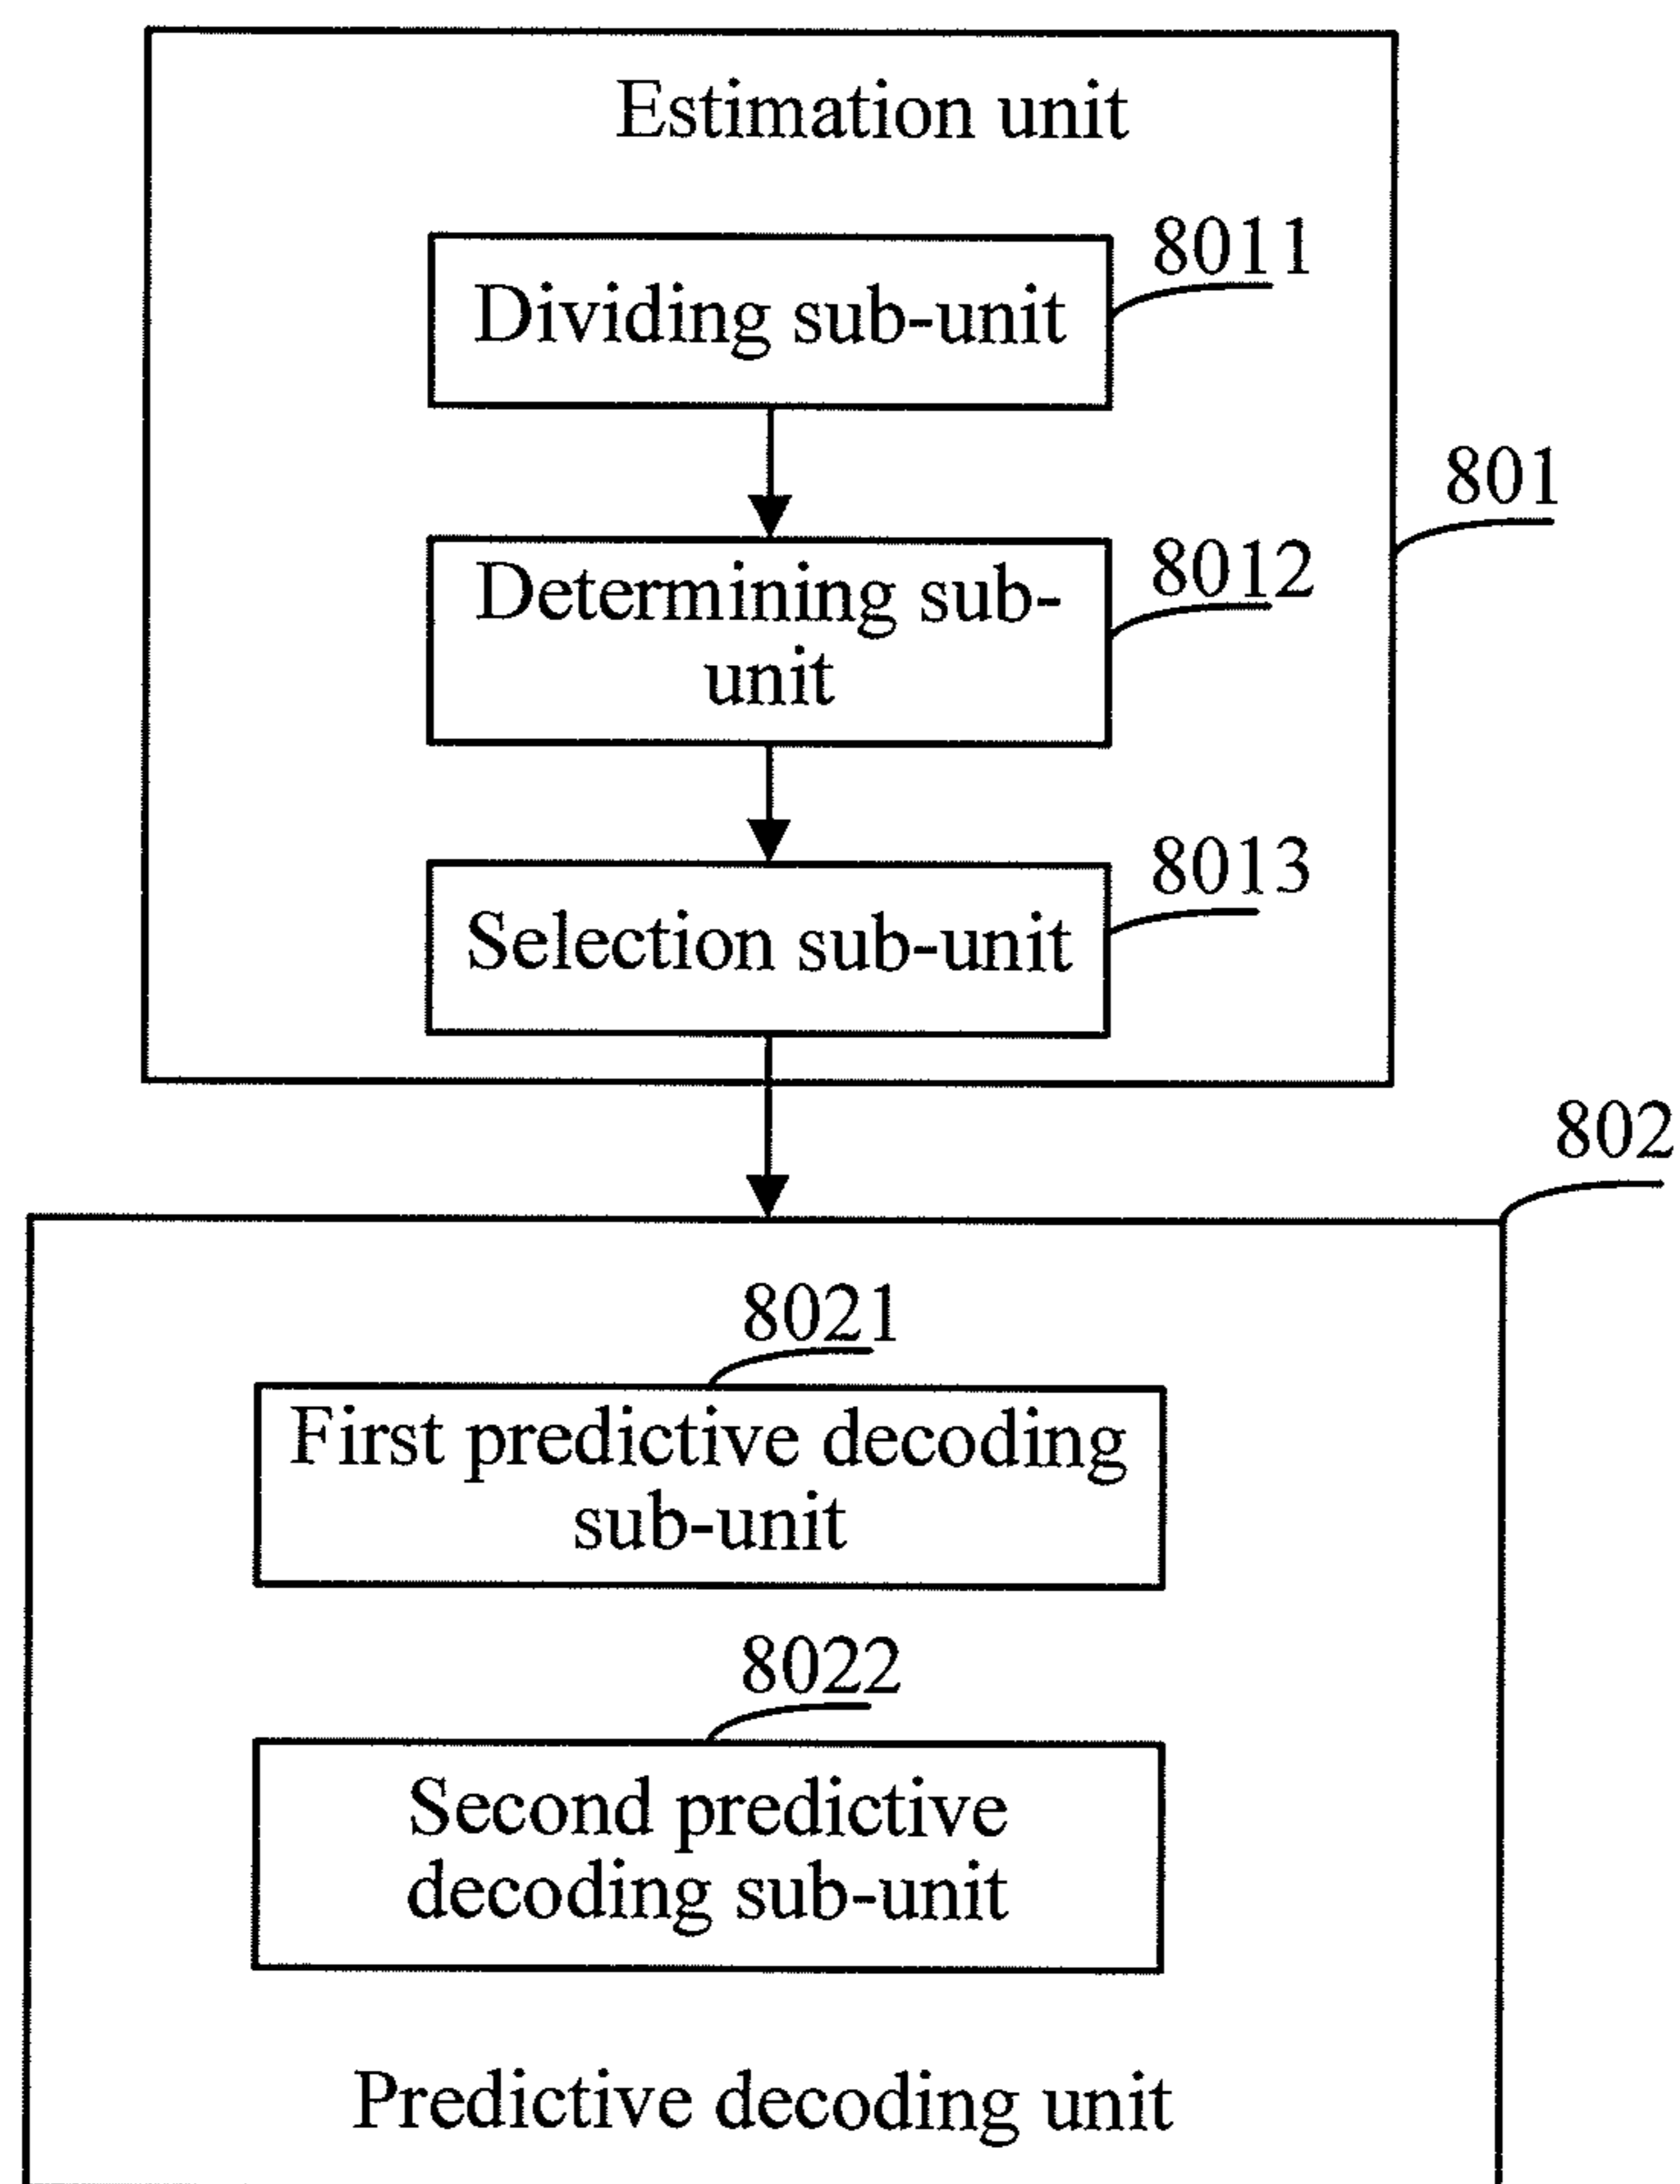 Estimation unit
8011
Dividing sub-unit
801
8012
Determining sub-
unit
8013
Selection sub-unit
802
8021
First predictive decoding
sub-unit
8022
Second predictive
decoding sub-unit
Predictive decoding unit